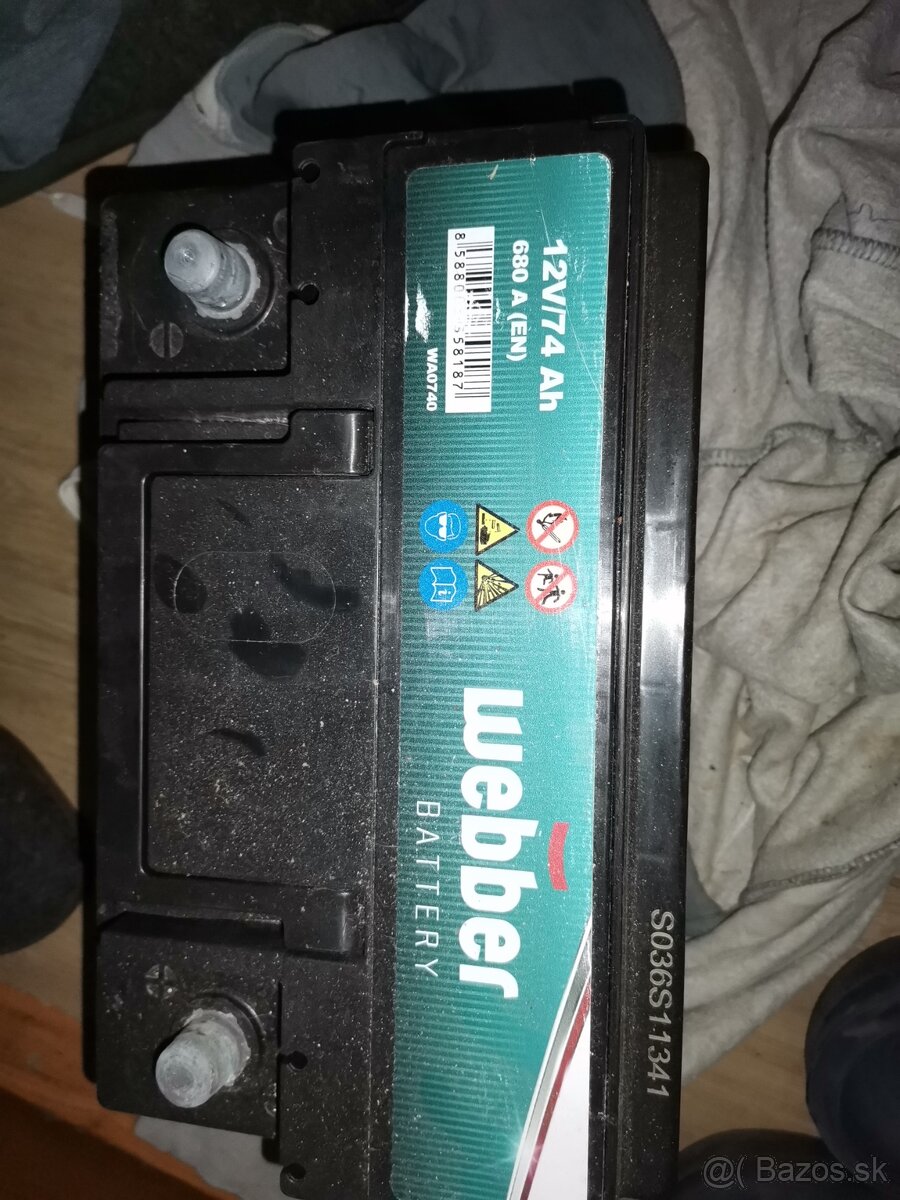 12V/74 Ah
680 A (EN)
WA0740
webber
BATTERY
S036S11341
@( Bazos.sk